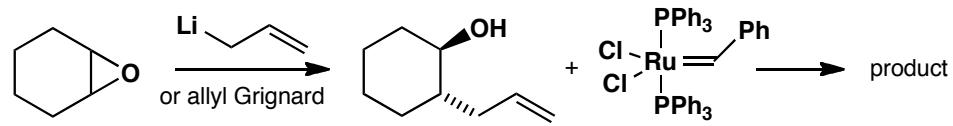 Li
O
or allyl Grignard
OH
+
PPh3
Ph
Cl
Ru
Cl
PPh3
product